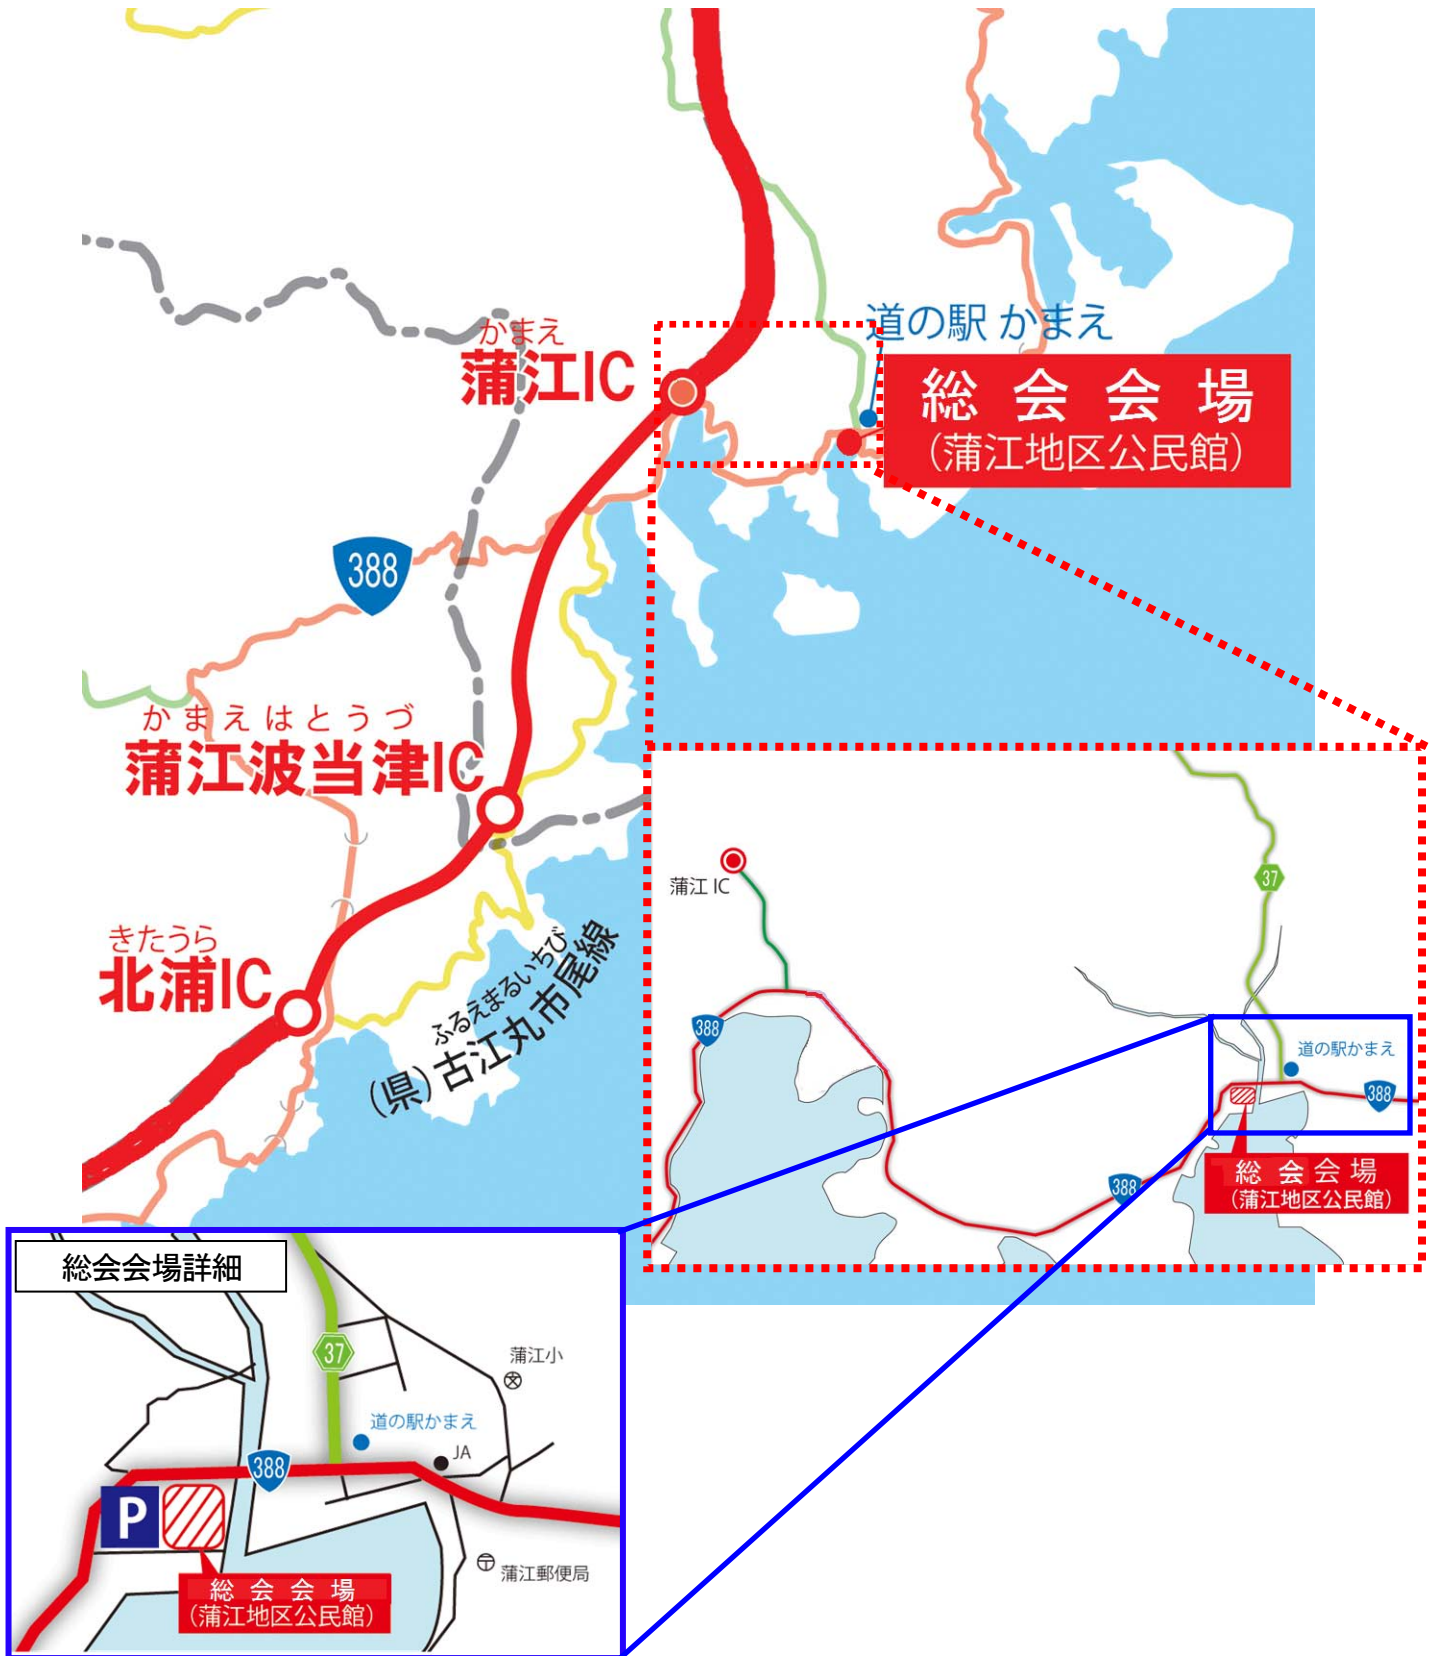 道の駅 かまえ
かまえ
蒲江IC
総会会場
(蒲江地区公民館)
388
かまえはとうづ
蒲江波当津IC
きたうら
北浦IC
ふるえまるいちび
(県)古江丸市尾線
蒲江 IC
37
388
道の駅かまえ
388
388
総会会場
(蒲江地区公民館)
総会会場詳細
37
蒲江小
文
道の駅かまえ
JA
388
P
蒲江郵便局
総会会場
(蒲江地区公民館)